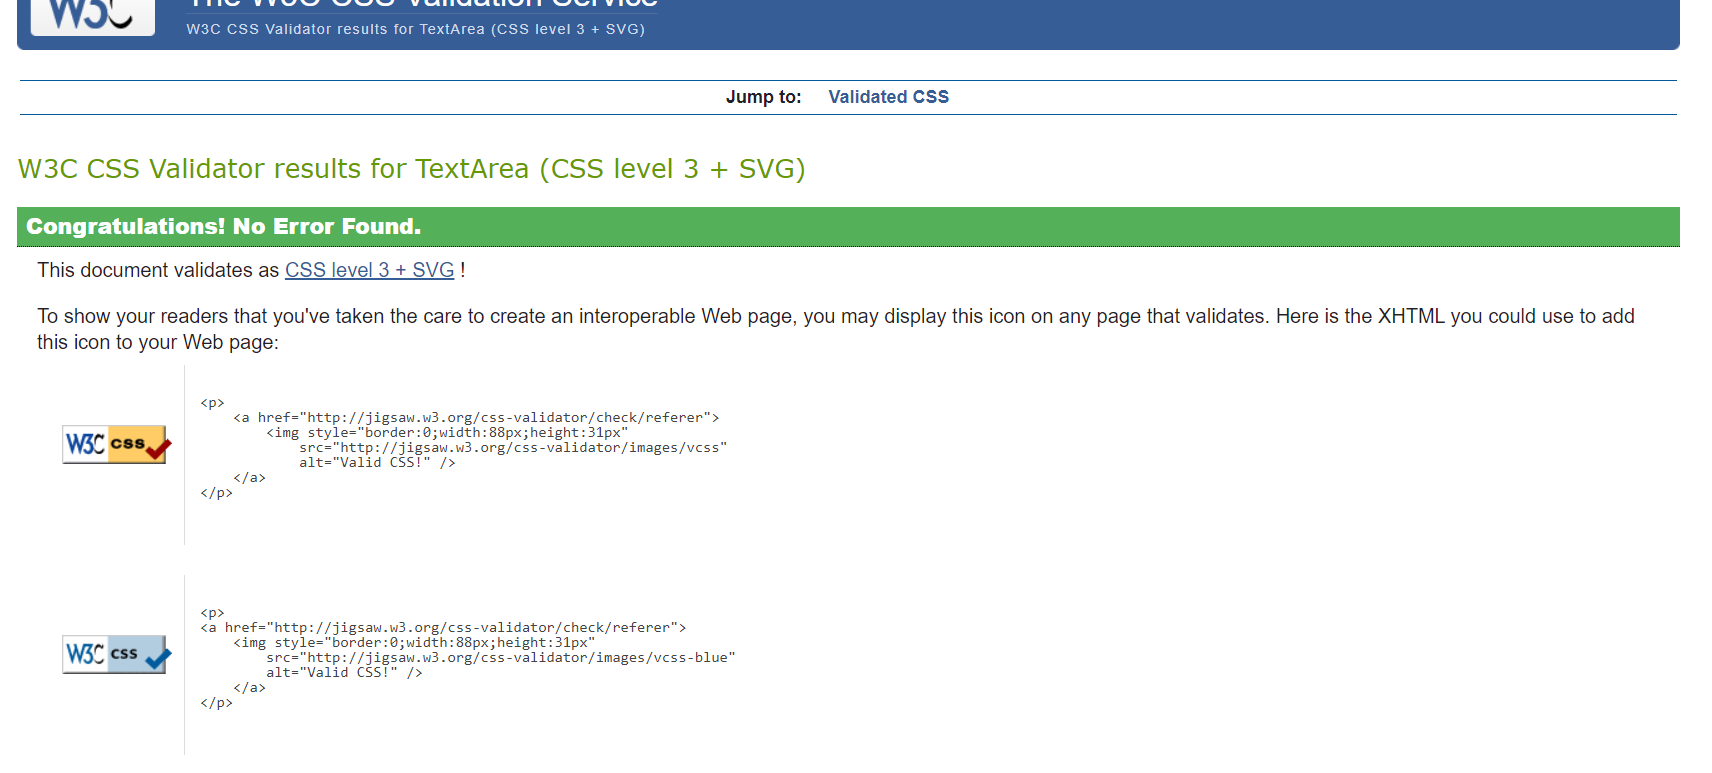 The W3C CSS Validation Service
W3C
W3C CSS Validator results for TextArea (CSS level 3 + SVG)
Jump to: Validated CSS
W3C CSS Validator results for TextArea (CSS level 3 + SVG)
Congratulations! No Error Found.
This document validates as CSS level 3 + SVG !
To show your readers that you've taken the care to create an interoperable Web page, you may display this icon on any page that validates. Here is the XHTML you could use to add
this icon to your Web page:
<p>
<a href="http://jigsaw.w3.org/css-validator/check/referer">
<img style="border:0;width:88px;height:31px"
W3C css
src="http://jigsaw.w3.org/css-validator/images/vcss"
alt="Valid CSS!" />
</a>
</p>
<p>
<a href="http://jigsaw.w3.org/css-validator/check/referer">
<img style="border:0;width:88px;height:31px"
W3C css
src="http://jigsaw.w3.org/css-validator/images/vcss-blue"
alt="Valid CSS!" />
</a>
</p>